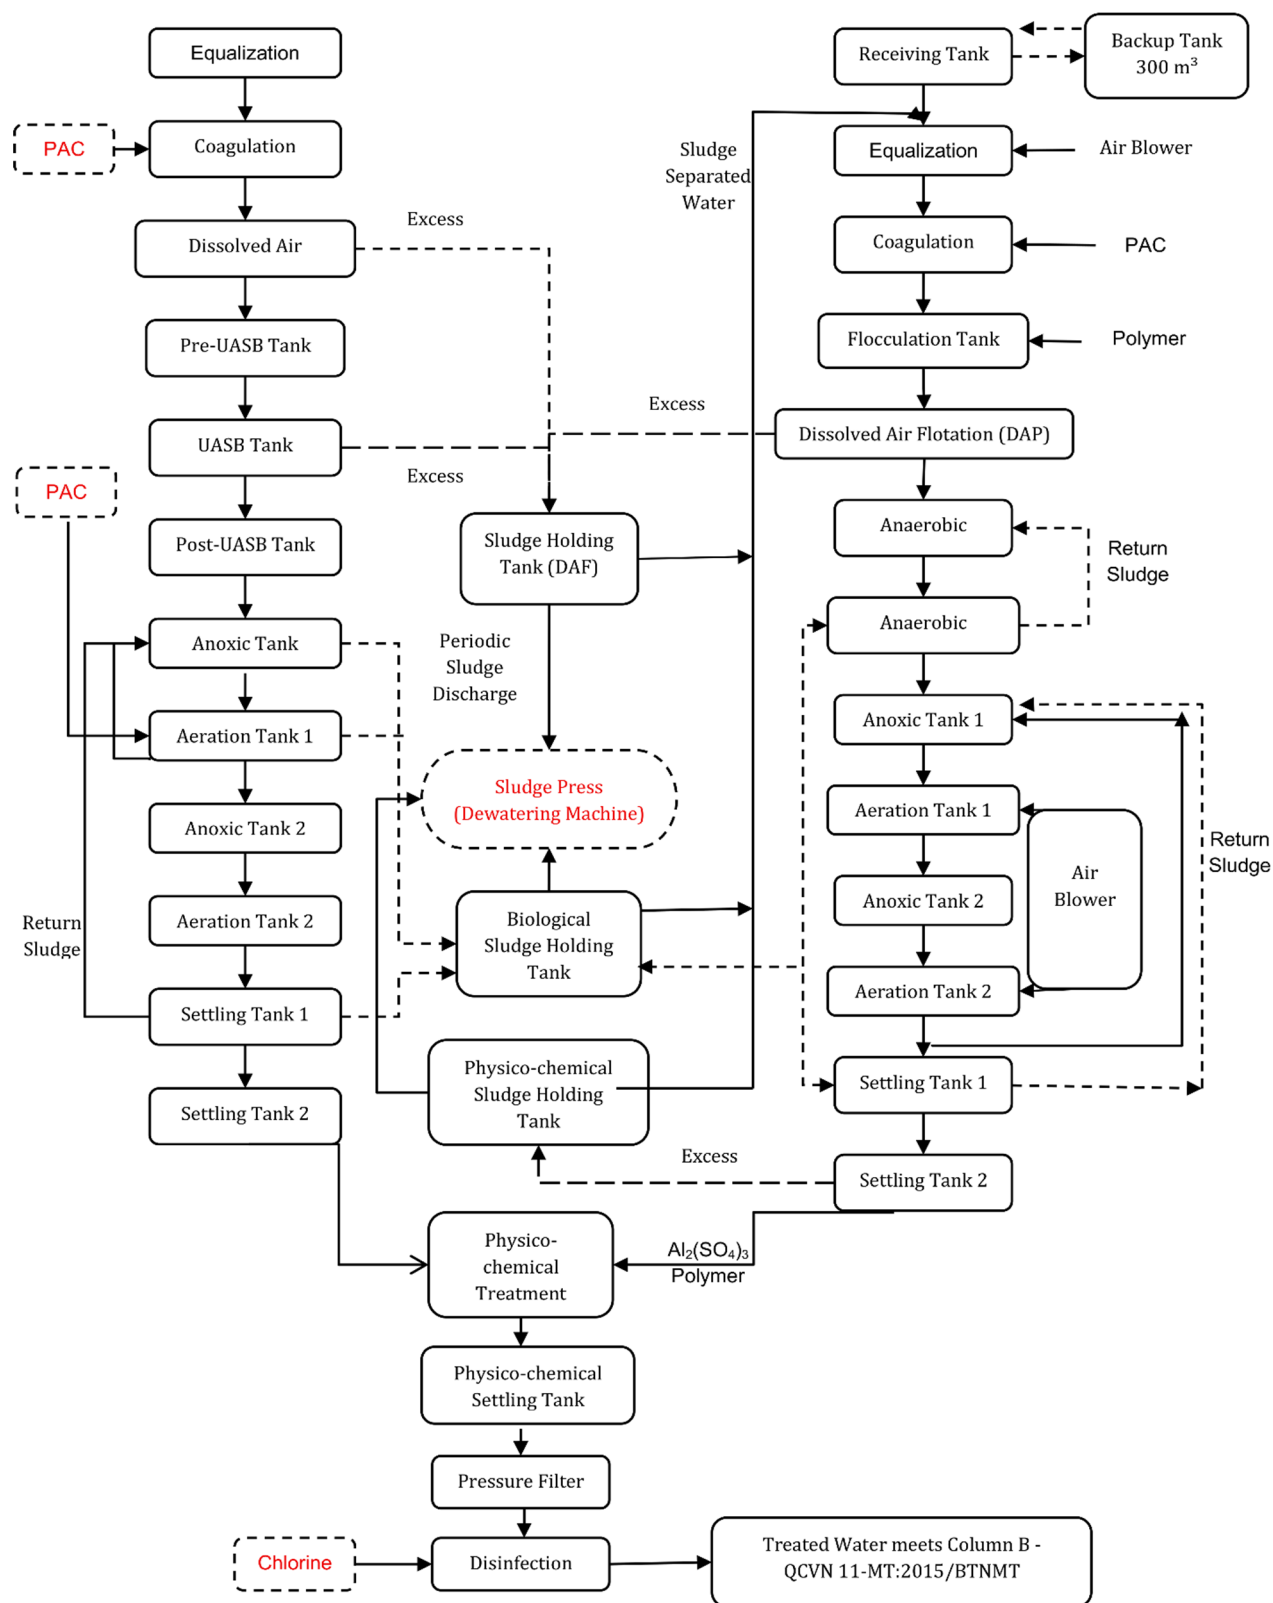 Equalization
PAC
Coagulation
Dissolved Air
Excess
Pre-UASB Tank
UASB Tank
Excess
PAC
Post-UASB Tank
Anoxic Tank
Aeration Tank 1
Anoxic Tank 2
Aeration Tank 2
Return
Sludge
Settling Tank 1
Settling Tank 2
Sludge Holding
Tank (DAF)
Periodic
Sludge
Discharge
Sludge Press
(Dewatering Machine)
Biological
Sludge Holding
Tank
Physico-chemical
Sludge Holding
Tank
Sludge
Separated
Water
Receiving Tank
Backup Tank
300 m³
Equalization
Air Blower
Coagulation
PAC
Flocculation Tank
Polymer
Excess
Dissolved Air Flotation (DAP)
Anaerobic
Return
Sludge
Anaerobic
Anoxic Tank 1
Aeration Tank 1
Anoxic Tank 2
Air
Blower
Return
Sludge
Aeration Tank 2
Settling Tank 1
Excess
Settling Tank 2
Al₂(SO₄)₃
Polymer
Physico-
chemical
Treatment
Physico-chemical
Settling Tank
Pressure Filter
Chlorine
Disinfection
Treated Water meets Column B -
QCVN 11-MT:2015/BTNMT